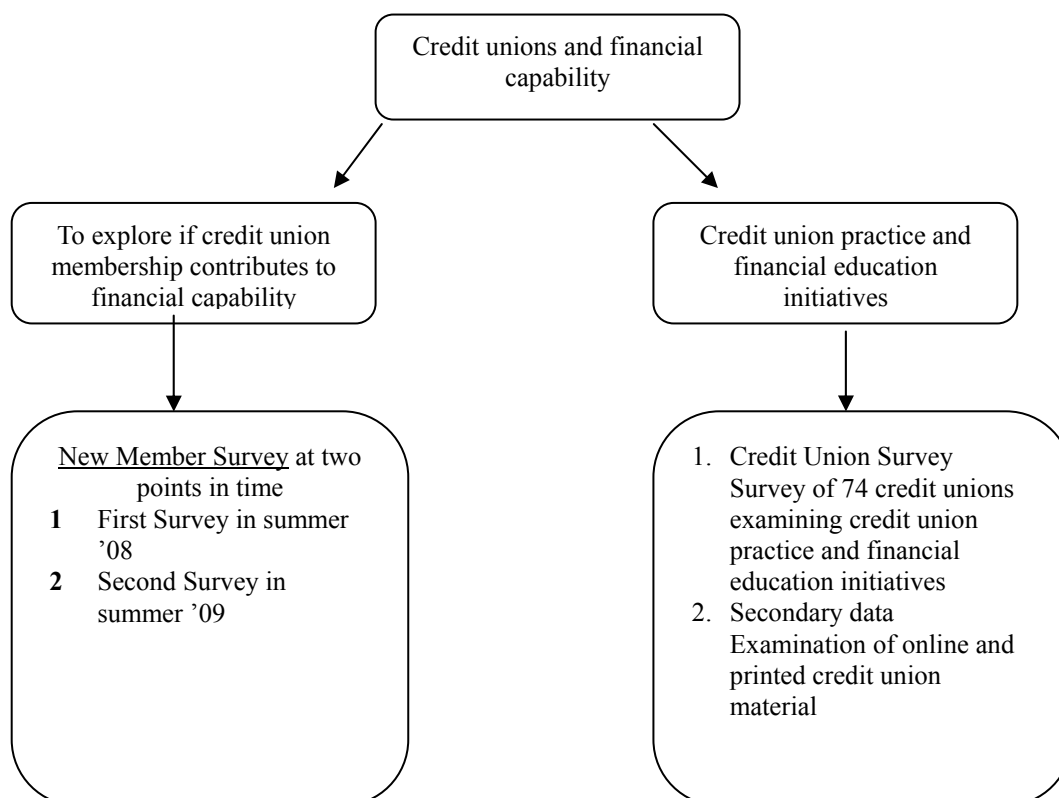 Credit unions and financial
capability
To explore if credit union
membership contributes to
financial capability
Credit union practice and
financial education
initiatives
New Member Survey at two
points in time
1 First Survey in summer
’08
2 Second Survey in
summer ’09
1. Credit Union Survey
Survey of 74 credit unions
examining credit union
practice and financial
education initiatives
2. Secondary data
Examination of online and
printed credit union
material